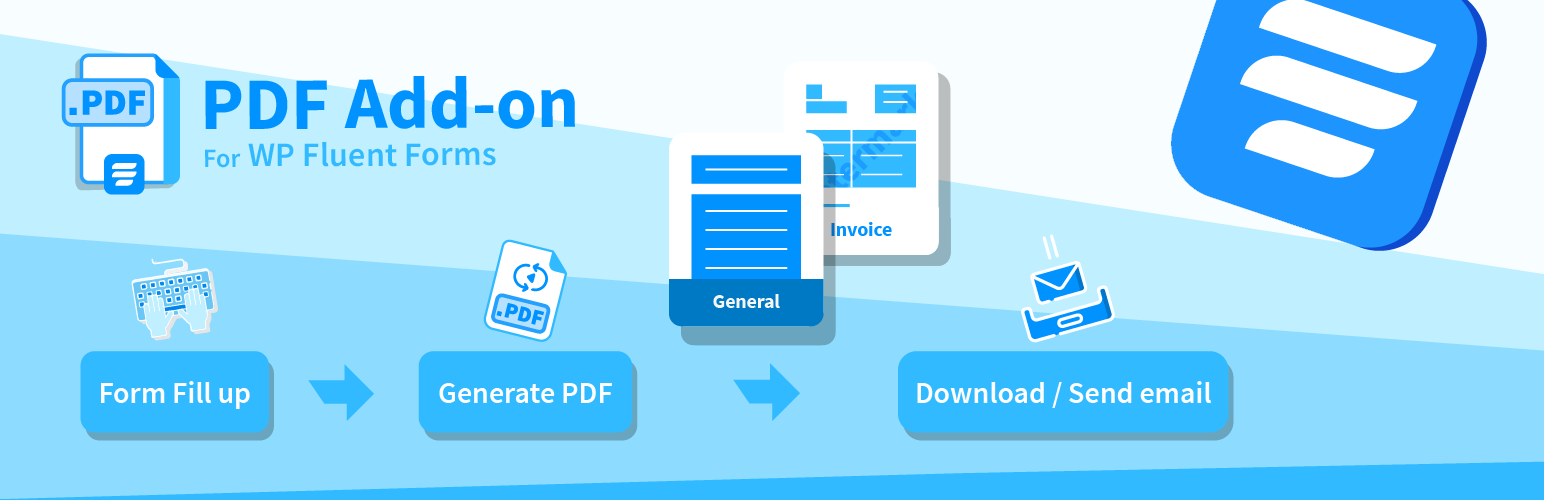 .PDF
PDF Add-on
For WP Fluent Forms
Invoice
General
.PDF
Form Fill up
Generate PDF
Download / Send email